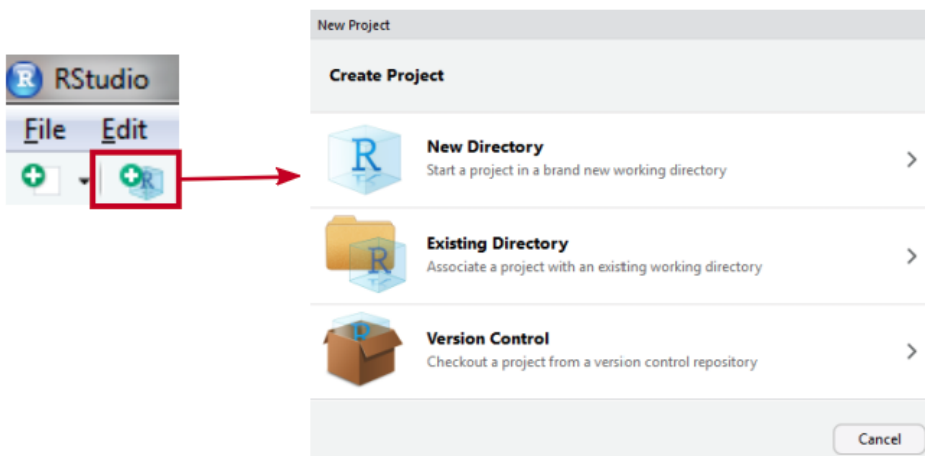 RStudio
File Edit
R
New Project
Create Project
R
New Directory
Start a project in a brand new working directory
R
Existing Directory
Associate a project with an existing working directory
Version Control
Checkout a project from a version control repository
Cancel